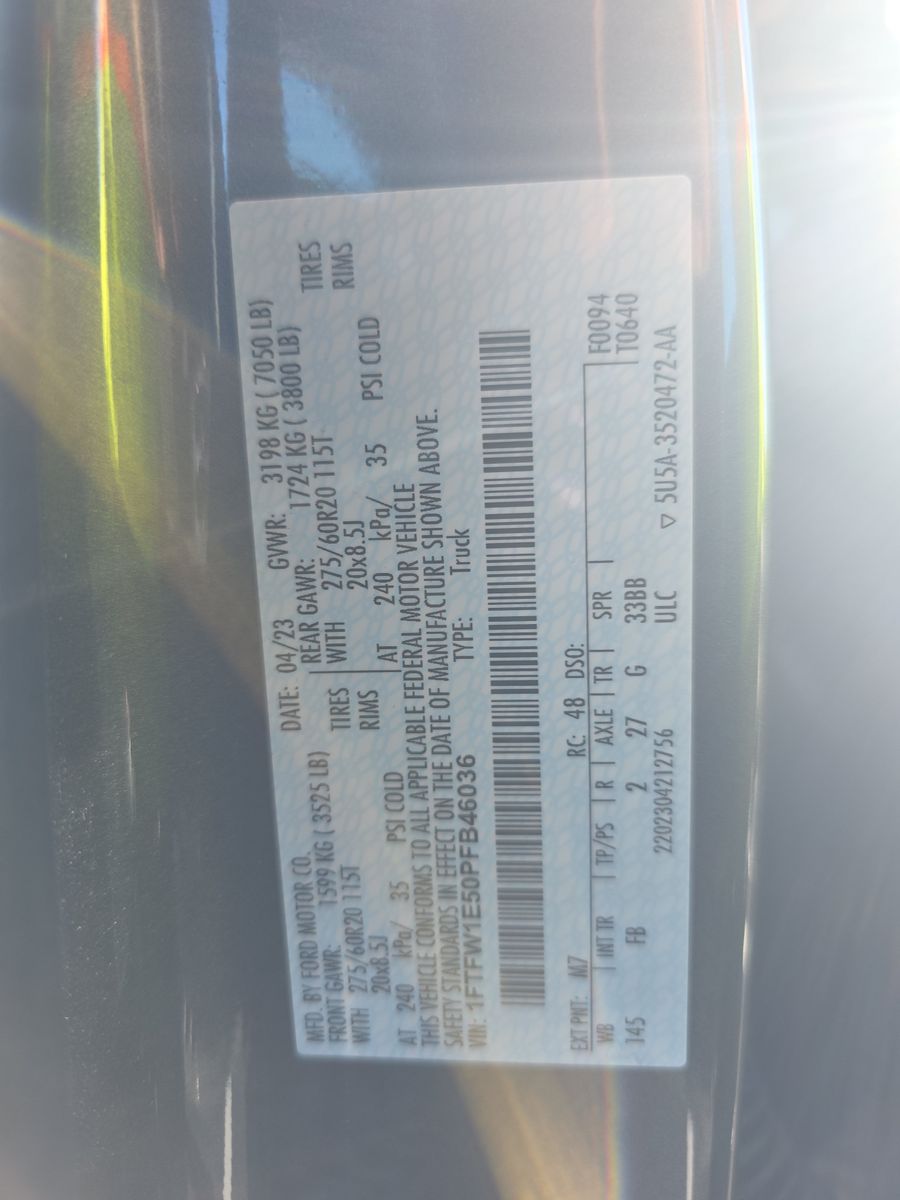 MFD. BY FORD MOTOR CO. DATE: 04/23 GVWR: 3198 KG ( 7050 LB)
FRONT GAWR: 1599 KG ( 3525 LB) REAR GAWR: 1724 KG ( 3800 LB)
WITH 275/60R20 115T TIRES WITH 275/60R20 115T TIRES
20x8.5J RIMS 20x8.5J RIMS
AT 240 kPa/ 35 PSI COLD AT 240 kPa/ 35 PSI COLD
THIS VEHICLE CONFORMS TO ALL APPLICABLE FEDERAL MOTOR VEHICLE
SAFETY STANDARDS IN EFFECT ON THE DATE OF MANUFACTURE SHOWN ABOVE.
VIN: 1FTFW1E50PFB46036 TYPE: Truck
EXT PNT: M7 RC: 48 DSO:
WB INT TR TP/PS R AXLE TR SPR F0094
145 FB 2 27 G 33BB T0640
2202304212756 ULC ▽ 5U5A-3520472-AA